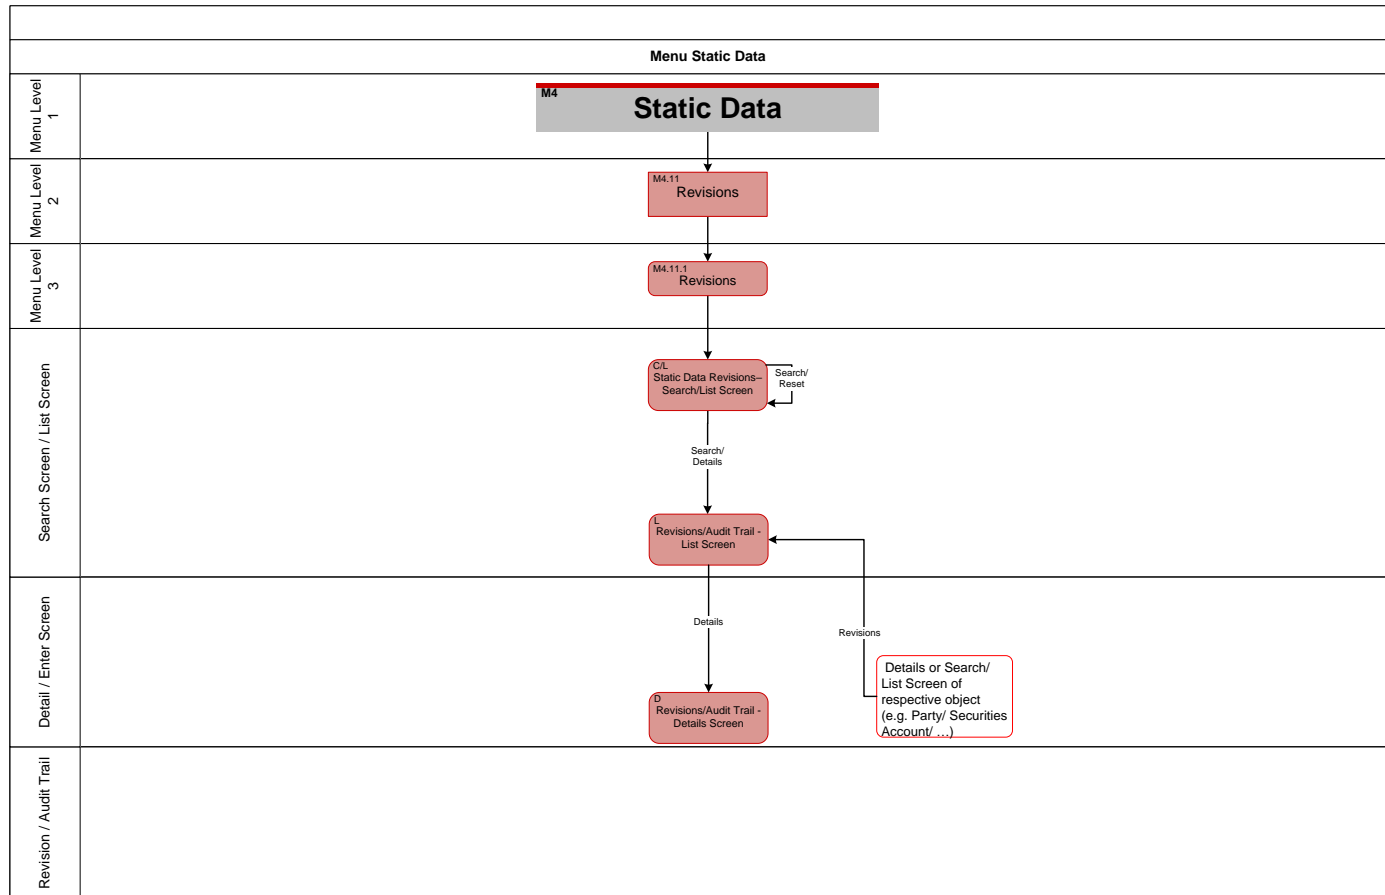 Menu Static Data
Menu Level
1
M4
Static Data
Menu Level
2
M4.11
Revisions
Menu Level
3
M4.11.1
Revisions
Search Screen / List Screen
C/L
Static Data Revisions–
Search/List Screen
Search/
Reset
Search/
Details
L
Revisions/Audit Trail -
List Screen
Detail / Enter Screen
Details
Revisions
Details or Search/
List Screen of
respective object
(e.g. Party/ Securities
Account/ …)
D
Revisions/Audit Trail -
Details Screen
Revision / Audit Trail